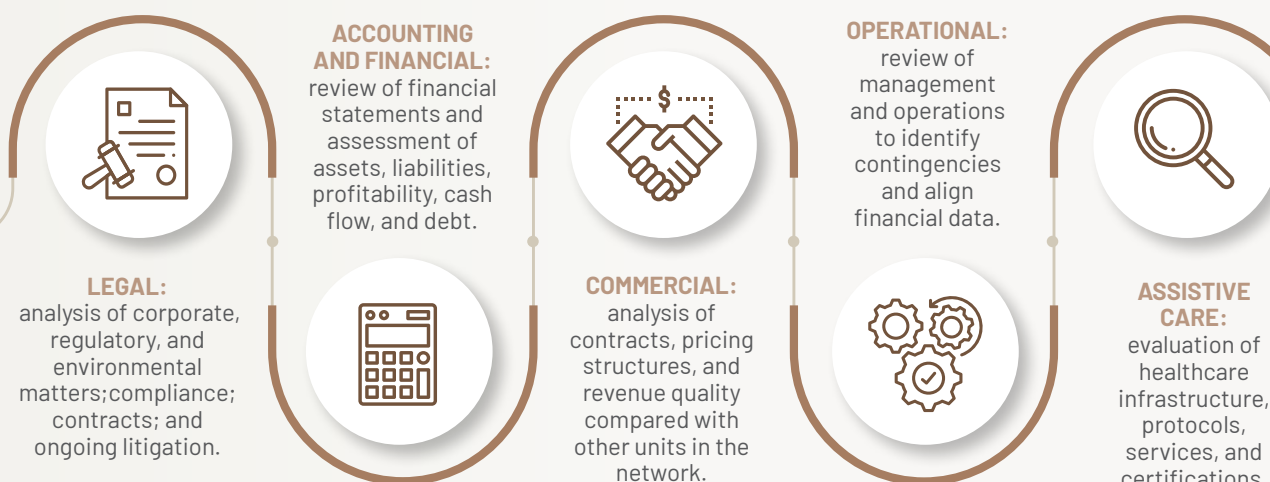 LEGAL:
analysis of corporate,
regulatory, and
environmental
matters;compliance;
contracts; and
ongoing litigation.
ACCOUNTING
AND FINANCIAL:
review of financial
statements and
assessment of
assets, liabilities,
profitability, cash
flow, and debt.
COMMERCIAL:
analysis of
contracts, pricing
structures, and
revenue quality
compared with
other units in the
network.
OPERATIONAL:
review of
management
and operations
to identify
contingencies
and align
financial data.
ASSISTIVE
CARE:
evaluation of
healthcare
infrastructure,
protocols,
services, and
certifications
$